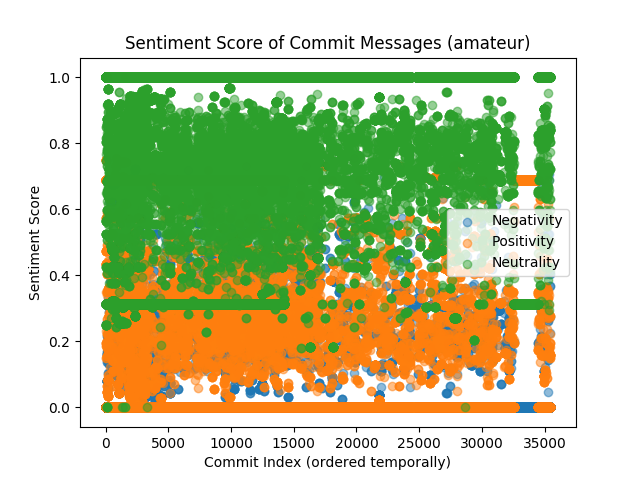 Sentiment Score of Commit Messages (amateur)
Sentiment Score
1.0
0.8
0.6
0.4
0.2
0.0
Negativity
Positivity
Neutrality
0
5000
10000
15000
20000
25000
30000
35000
Commit Index (ordered temporally)